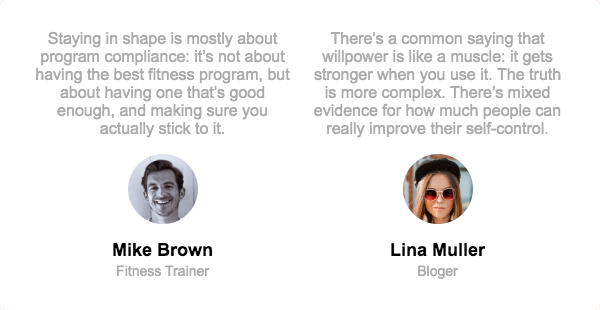 Staying in shape is mostly about
program compliance: it's not about
having the best fitness program, but
about having one that's good
enough, and making sure you
actually stick to it.
Mike Brown
Fitness Trainer
There's a common saying that
willpower is like a muscle: it gets
stronger when you use it. The truth
is more complex. There's mixed
evidence for how much people can
really improve their self-control.
Lina Muller
Bloger